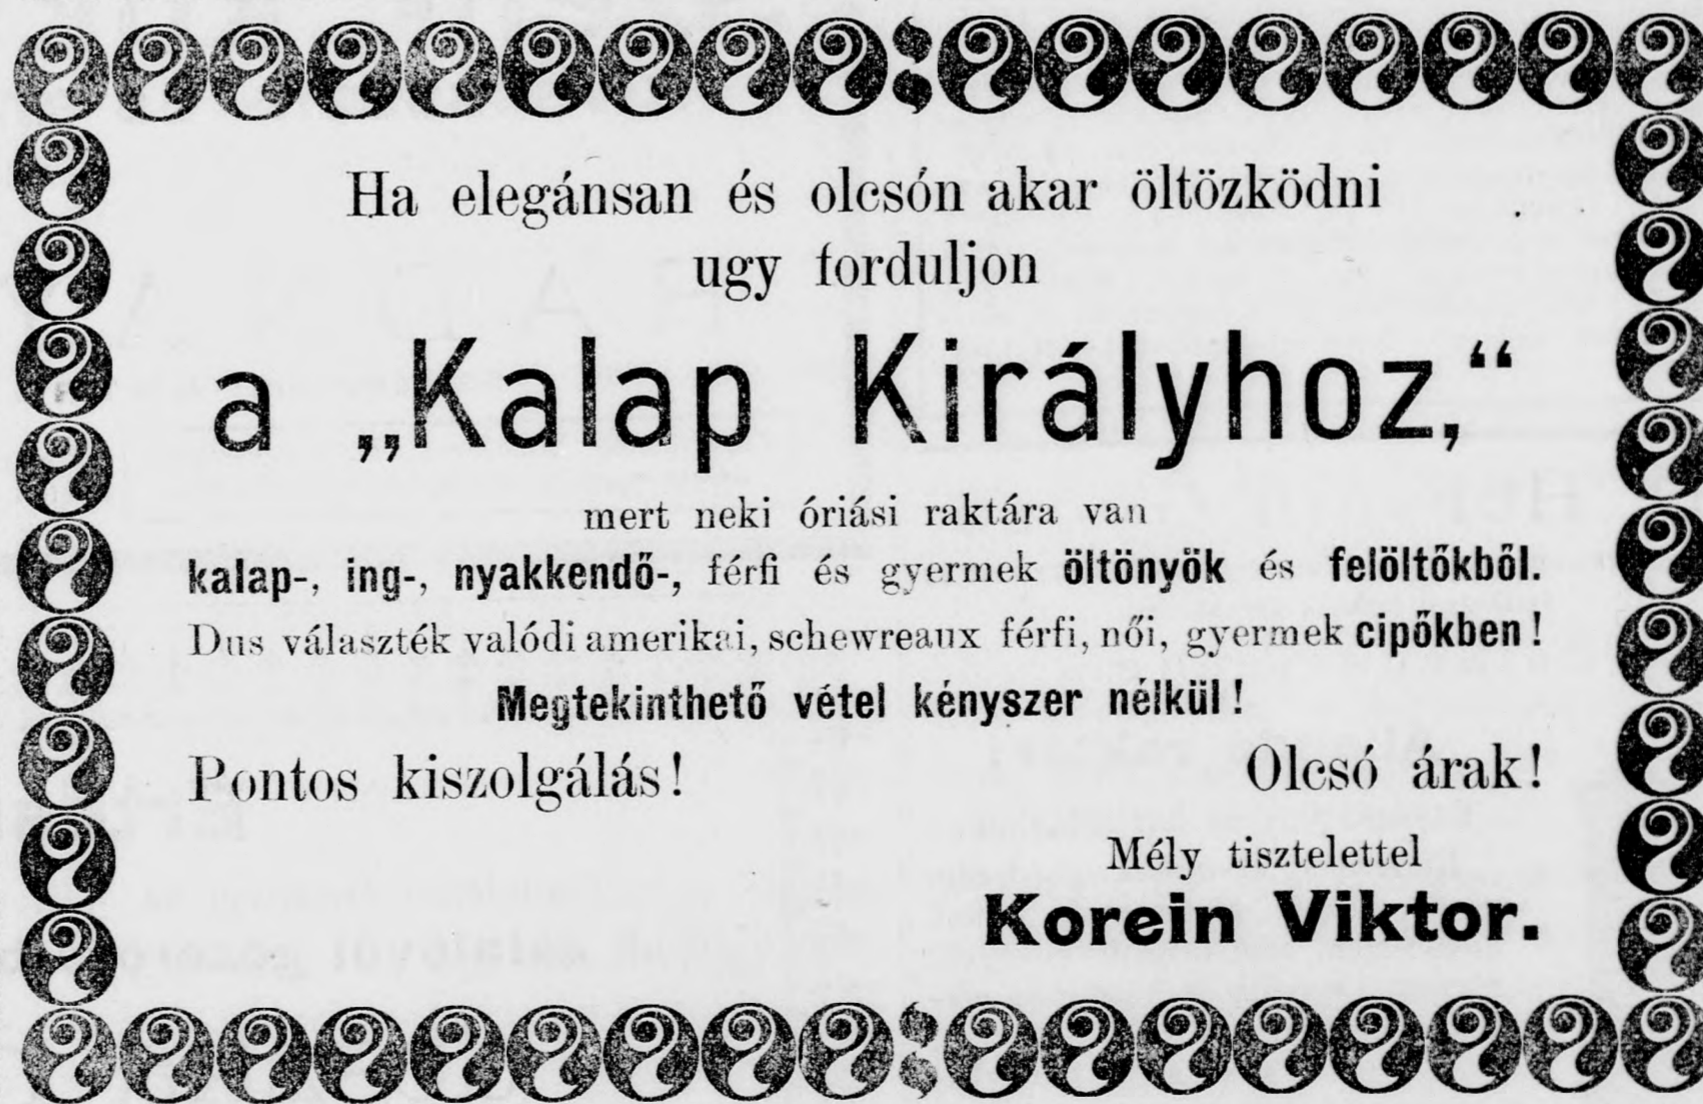 Ha elegánsan és olcsón akar öltözködni
ugy forduljon
a „Kalap Királyhoz,“
mert neki óriási raktára van
kalap-, ing-, nyakkendő-, férfi és gyermek öltönyök és felöltőkből.
Dus választék valódi amerikai, schewreaux férfi, női, gyermek cipőkben!
Megtekinthető vétel kényszer nélkül!
Pontos kiszolgálás! Olcsó árak!
Mély tisztelettel
Korein Viktor.